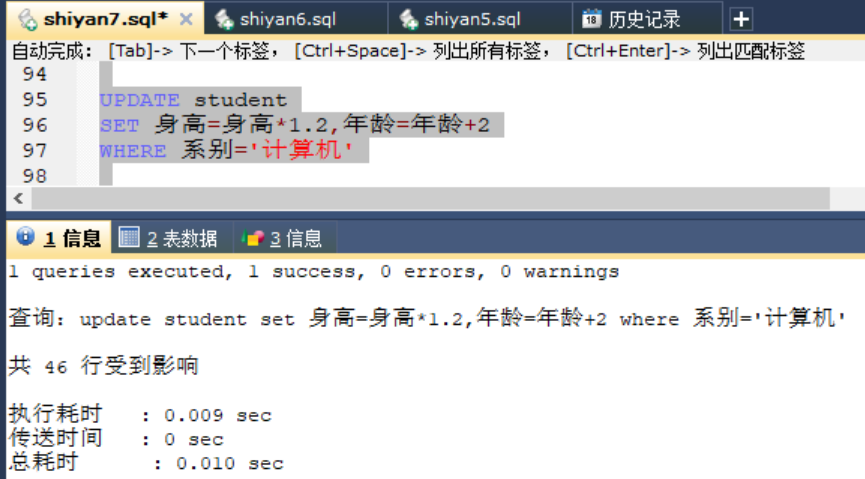 shiyan7.sql* × shiyan6.sql shiyan5.sql 18 历史记录 +
自动完成： [Tab]-> 下一个标签， [Ctrl+Space]-> 列出所有标签， [Ctrl+Enter]-> 列出匹配标签
94
95 UPDATE student
96 SET 身高=身高*1.2,年龄=年龄+2
97 WHERE 系别='计算机'
98
1 信息 2 表数据 3 信息
1 queries executed, 1 success, 0 errors, 0 warnings
查询：update student set 身高=身高*1.2,年龄=年龄+2 where 系别='计算机'
共 46 行受到影响
执行耗时 : 0.009 sec
传送时间 : 0 sec
总耗时 : 0.010 sec